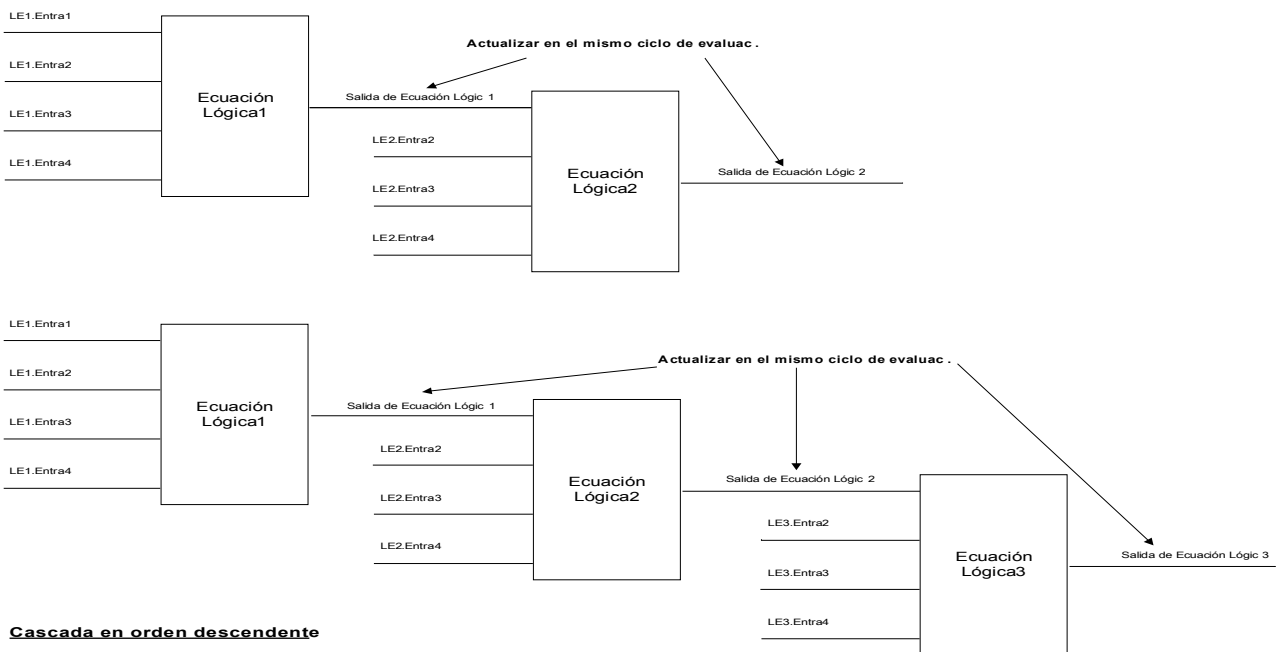 LE1.Entra1
Actualizar en el mismo ciclo de evaluac .
LE1.Entra2
Ecuación
Lógica1
Salida de Ecuación Lógic 1
LE1.Entra3
LE2.Entra2
LE1.Entra4
Ecuación
Lógica2
Salida de Ecuación Lógic 2
LE2.Entra3
LE2.Entra4
LE1.Entra1
Actualizar en el mismo ciclo de evaluac .
LE1.Entra2
Ecuación
Lógica1
Salida de Ecuación Lógic 1
LE1.Entra3
LE2.Entra2
LE1.Entra4
Ecuación
Lógica2
Salida de Ecuación Lógic 2
LE2.Entra3
LE3.Entra2
LE2.Entra4
Ecuación
Lógica3
Salida de Ecuación Lógic 3
LE3.Entra3
LE3.Entra4
Cascada en orden descendente